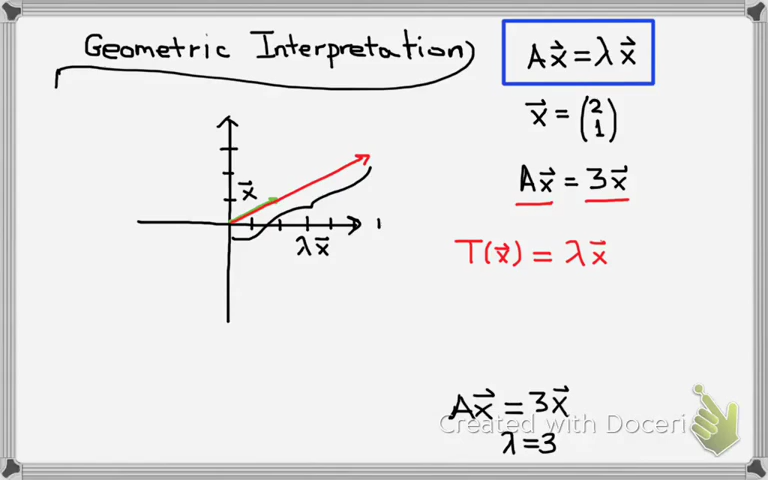 Geometric Interpretation
Ax⃗ = λx⃗
x⃗ = (2 1)
Ax⃗ = 3x⃗
T(x⃗) = λx⃗
x⃗
λx⃗
Ax⃗ = 3x⃗
Created with Doceri
λ = 3